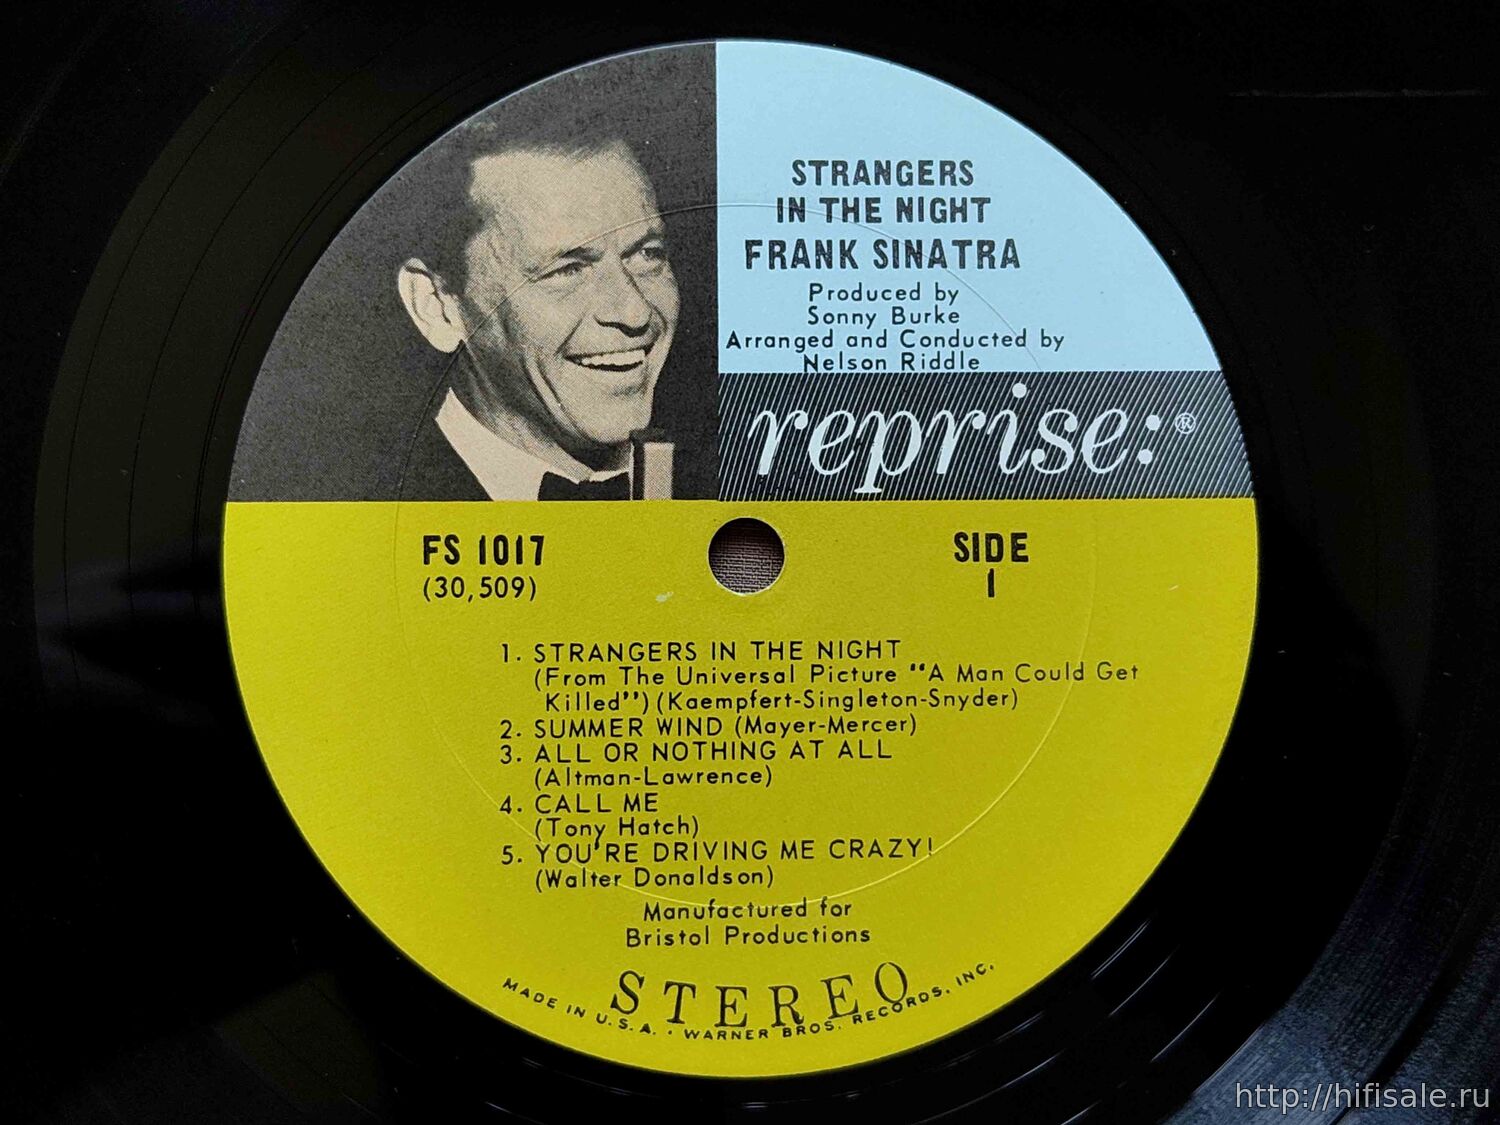 STRANGERS
IN THE NIGHT
FRANK SINATRA
Produced by
Sonny Burke
Arranged and Conducted by
Nelson Riddle
reprise:®
FS 1017
(30,509)
SIDE
1
1. STRANGERS IN THE NIGHT
(From The Universal Picture "A Man Could Get
Killed") (Kaempfert-Singleton-Snyder)
2. SUMMER WIND (Mayer-Mercer)
3. ALL OR NOTHING AT ALL
(Altman-Lawrence)
4. CALL ME
(Tony Hatch)
5. YOU'RE DRIVING ME CRAZY!
(Walter Donaldson)
Manufactured for
Bristol Productions
STEREO
MADE IN U.S.A. • WARNER BROS. RECORDS, INC.
http://hifisale.ru